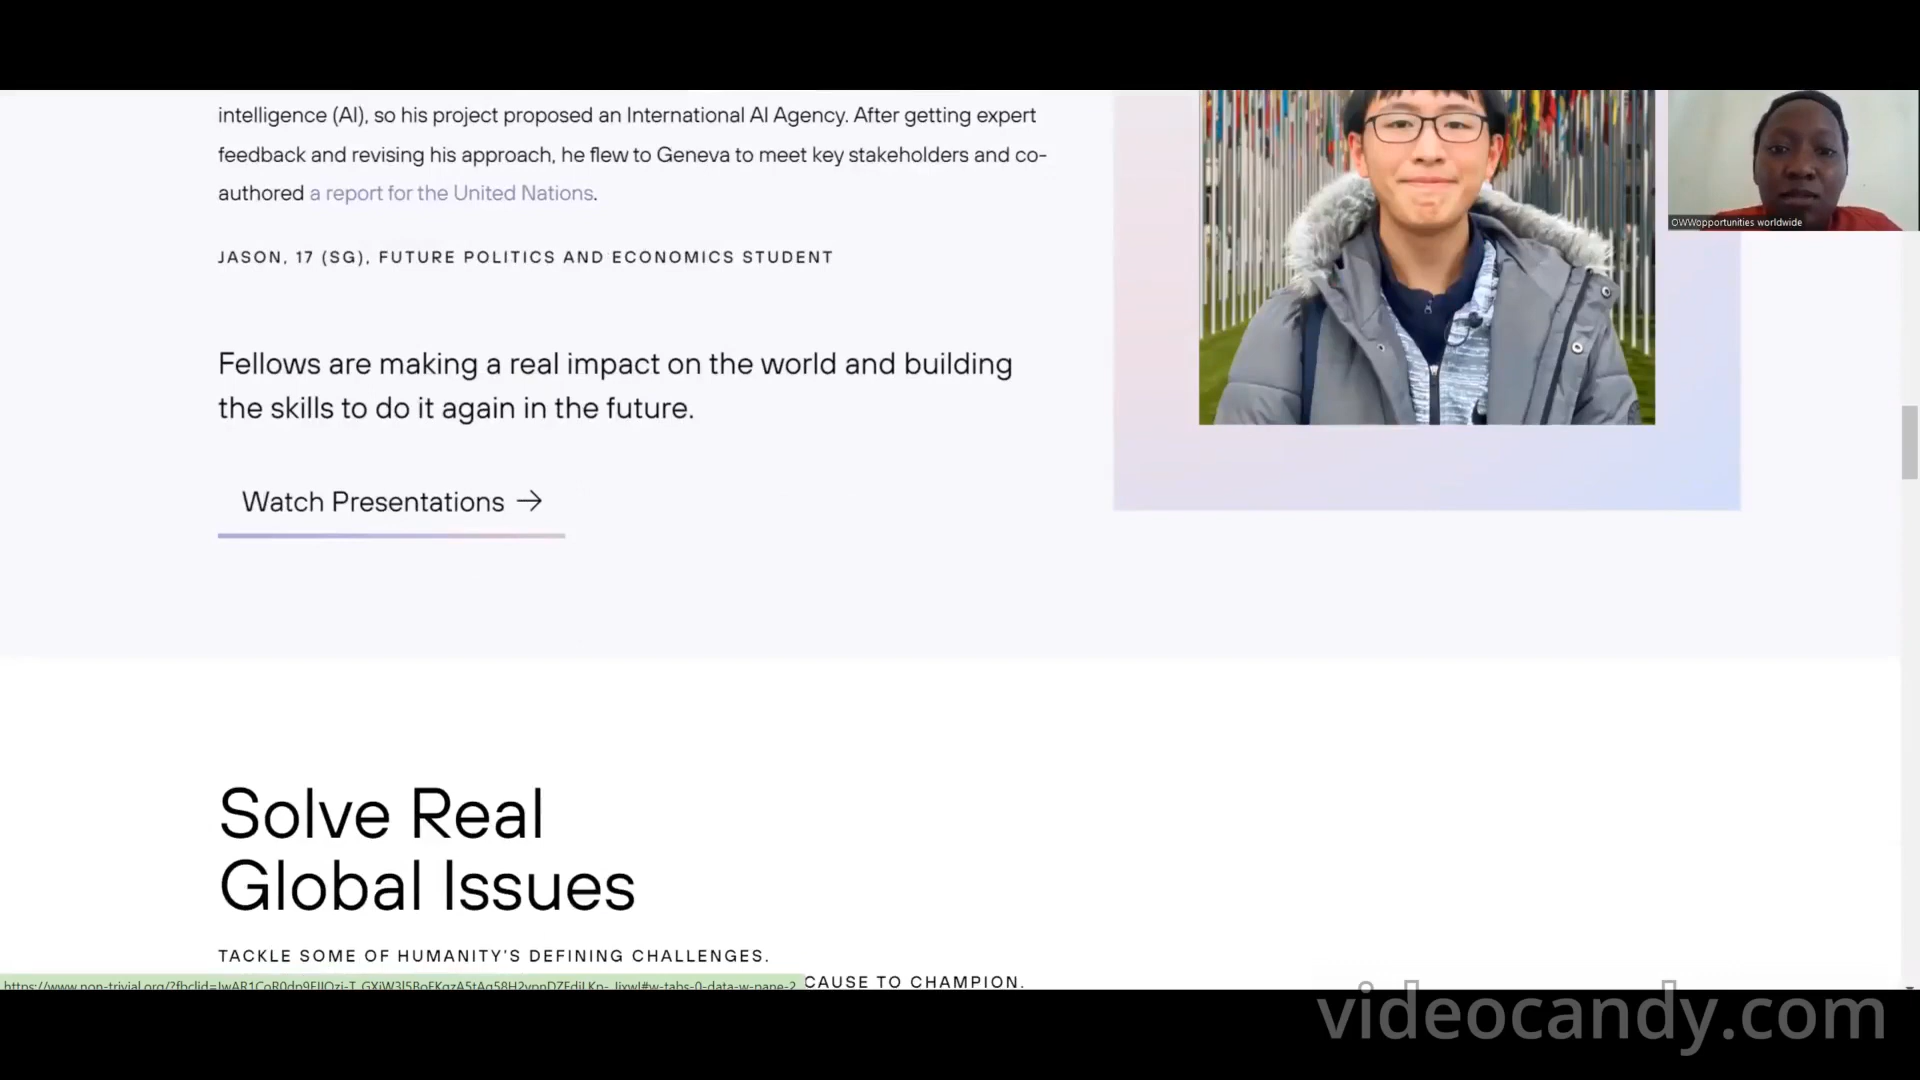 intelligence (AI), so his project proposed an International AI Agency. After getting expert
feedback and revising his approach, he flew to Geneva to meet key stakeholders and co-
authored a report for the United Nations.
JASON, 17 (SG), FUTURE POLITICS AND ECONOMICS STUDENT
OWWopportunities worldwide
Fellows are making a real impact on the world and building
the skills to do it again in the future.
Watch Presentations →
Solve Real
Global Issues
TACKLE SOME OF HUMANITY'S DEFINING CHALLENGES.
CAUSE TO CHAMPION.
videocandy.com